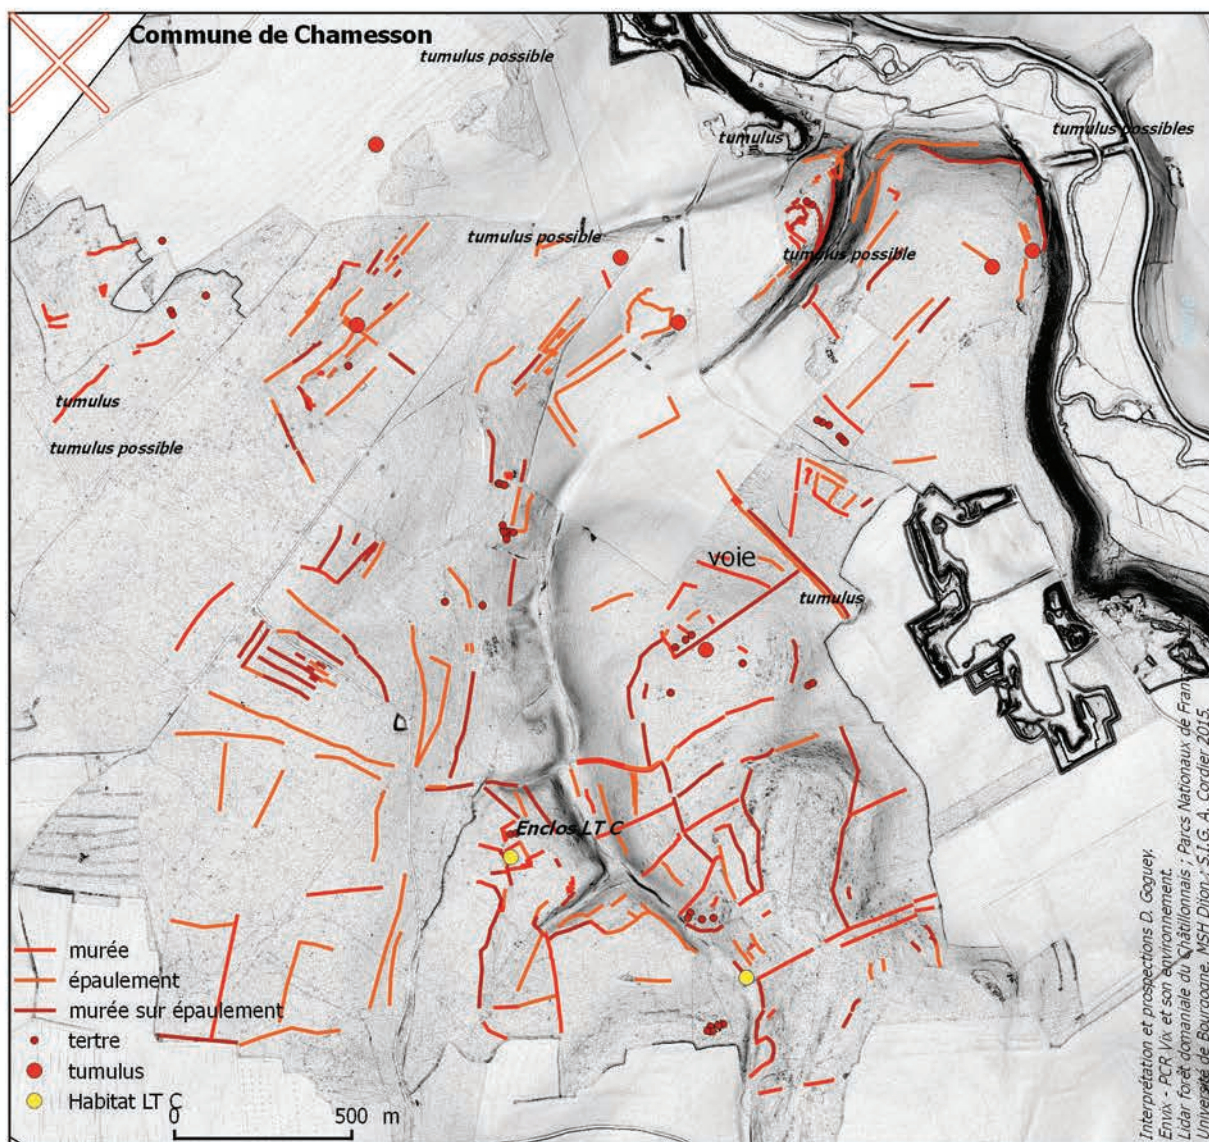 Commune de Chamesson
tumulus possible
tumulus possibles
tumulus
tumulus possible
tumulus possible
tumulus
tumulus possible
voie
tumulus
Enclos LT C
murée
épaulement
murée sur épaulement
tertre
tumulus
Habitat LT C
0 500 m
Interprétation et prospections D. Goguey.
Envix - PCR Vix et son environnement.
Lidar forêt domaniale du Châtillonnais ; Parcs Nationaux de France
Université de Bourgogne, MSH Dijon ; S.I.G. A. Cordier 2015.